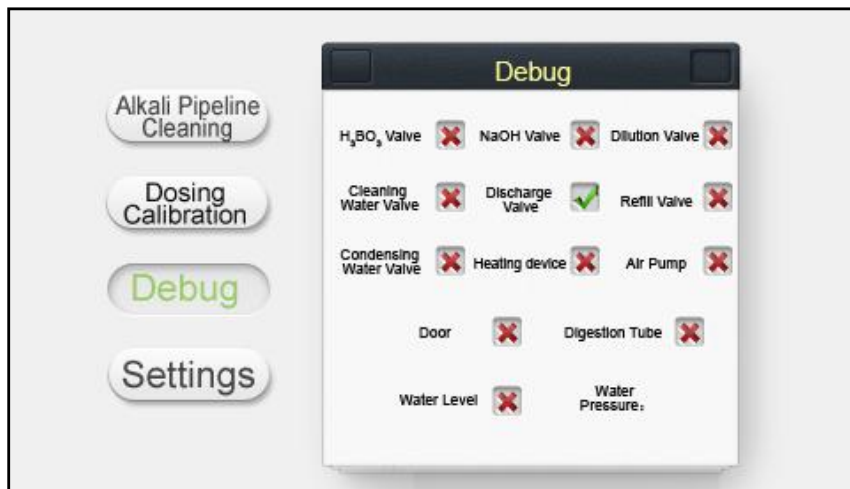 Debug
Alkali Pipeline
Cleaning
H₃BO₃ Valve
NaOH Valve
Dilution Valve
Dosing
Calibration
Cleaning
Water Valve
Discharge
Valve
Refill Valve
Debug
Condensing
Water Valve
Heating device
Air Pump
Door
Digestion Tube
Settings
Water Level
Water
Pressure: